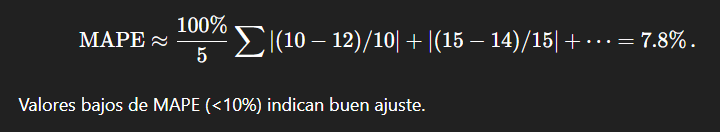 MAPE ≈ 100%/5 ∑ |(10 − 12)/10| + |(15 − 14)/15| + ⋯ = 7.8% .
Valores bajos de MAPE (<10%) indican buen ajuste.